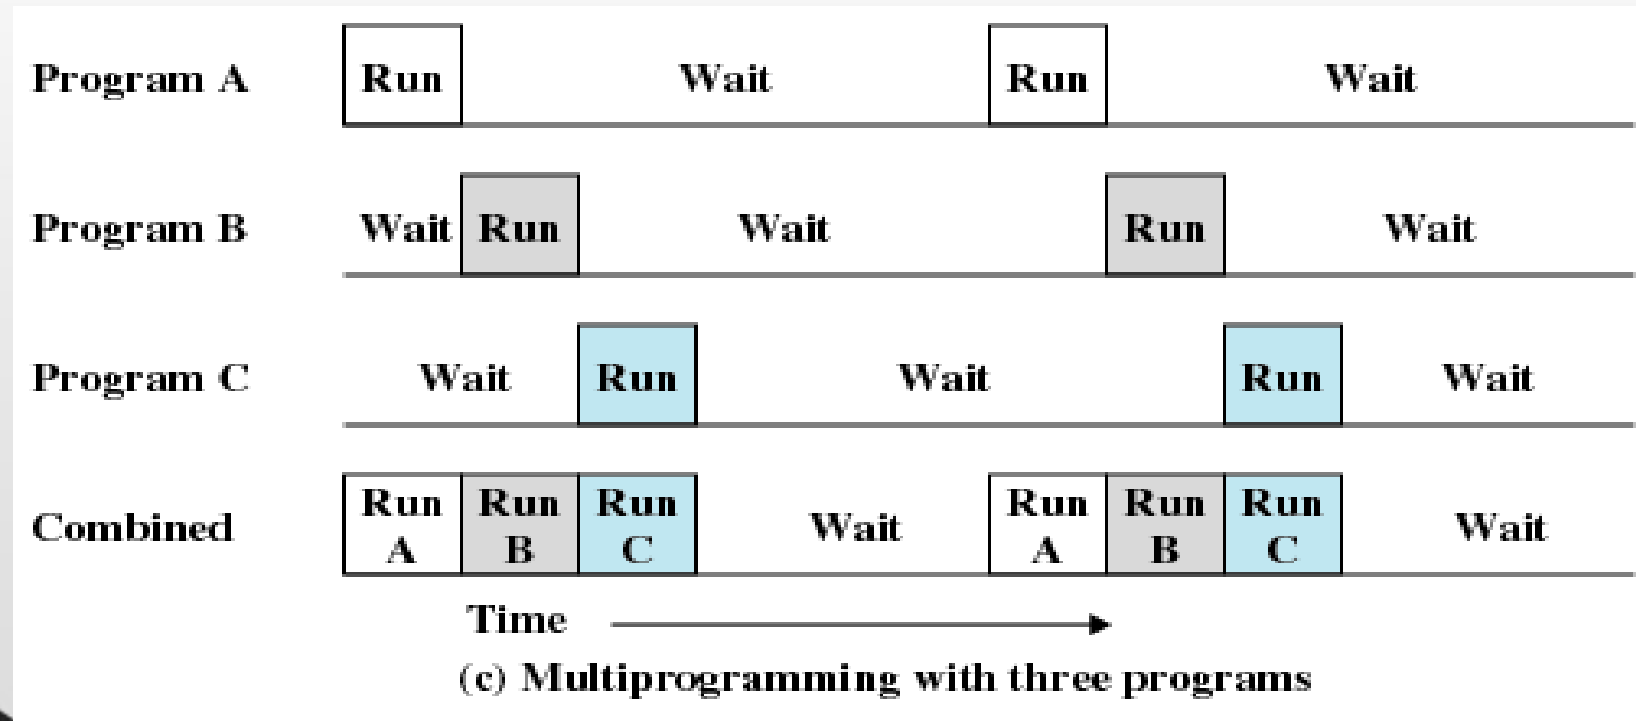 Program A Run Wait Run Wait
Program B Wait Run Wait Run Wait
Program C Wait Run Wait Run Wait
Combined Run A Run B Run C Wait Run A Run B Run C Wait
Time
(c) Multiprogramming with three programs